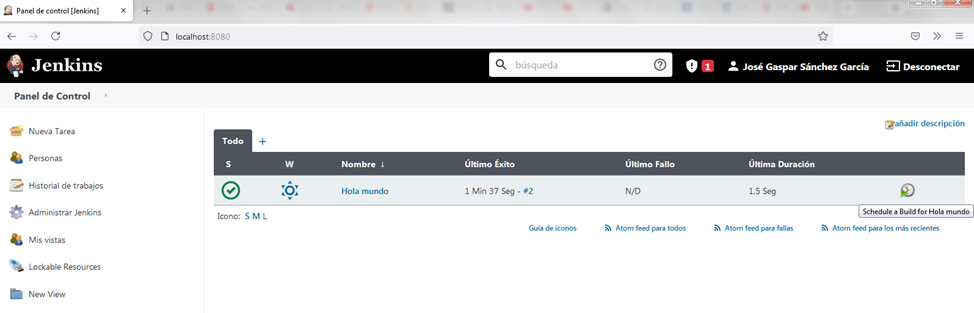 Panel de control [Jenkins]
localhost:8080
Jenkins
búsqueda
1
José Gaspar Sánchez García
Desconectar
Panel de Control
Nueva Tarea
Personas
Historial de trabajos
Administrar Jenkins
Mis vistas
Lockable Resources
New View
añadir descripción
Todo +
S W Nombre ↓ Último Éxito Último Fallo Última Duración
Hola mundo 1 Min 37 Seg - #2 N/D 1.5 Seg
Schedule a Build for Hola mundo
Icono: S M L
Guía de iconos Atom feed para todos Atom feed para fallas Atom feed para los más recientes